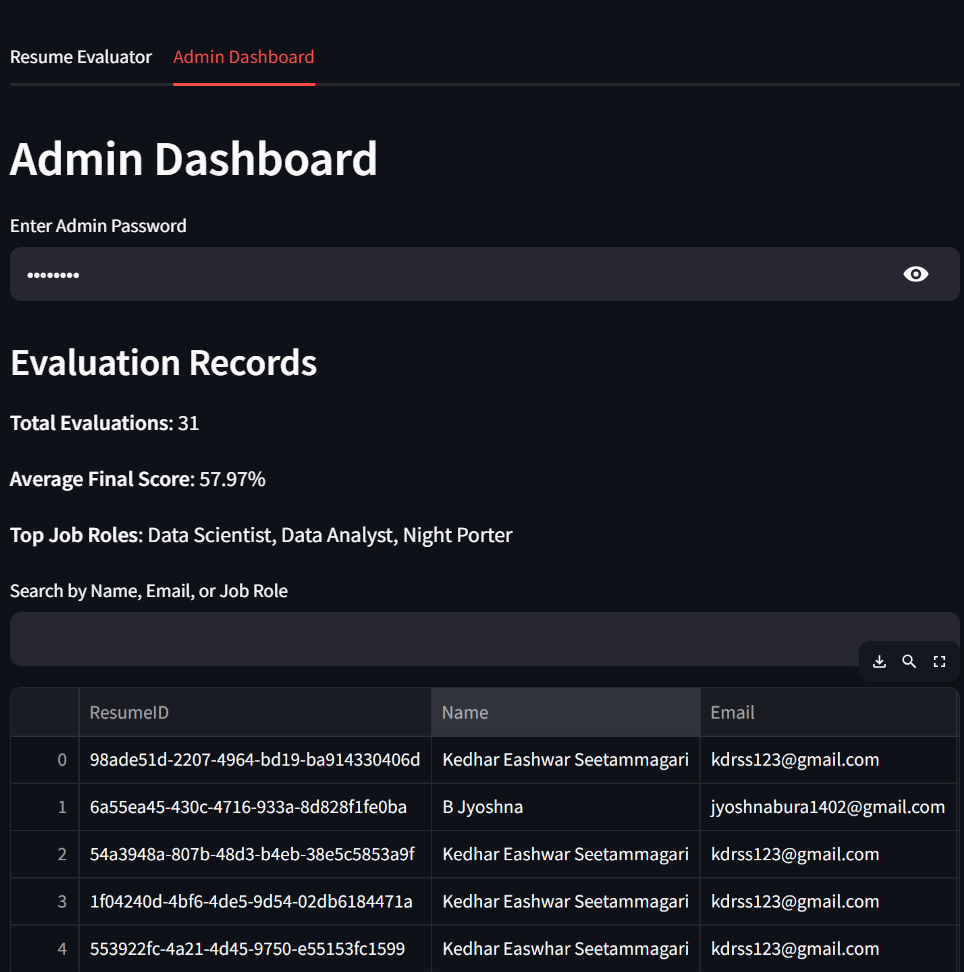 Resume Evaluator Admin Dashboard
Admin Dashboard
Enter Admin Password
••••••••
Evaluation Records
Total Evaluations: 31
Average Final Score: 57.97%
Top Job Roles: Data Scientist, Data Analyst, Night Porter
Search by Name, Email, or Job Role
ResumeID Name Email
0 98ade51d-2207-4964-bd19-ba914330406d Kedhar Eashwar Seetammagari kdrss123@gmail.com
1 6a55ea45-430c-4716-933a-8d828f1fe0ba B Jyoshna jyoshnabura1402@gmail.com
2 54a3948a-807b-48d3-b4eb-38e5c5853a9f Kedhar Eashwar Seetammagari kdrss123@gmail.com
3 1f04240d-4bf6-4de5-9d54-02db6184471a Kedhar Eashwar Seetammagari kdrss123@gmail.com
4 553922fc-4a21-4d45-9750-e55153fc1599 Kedhar Easwhar Seetammagari kdrss123@gmail.com